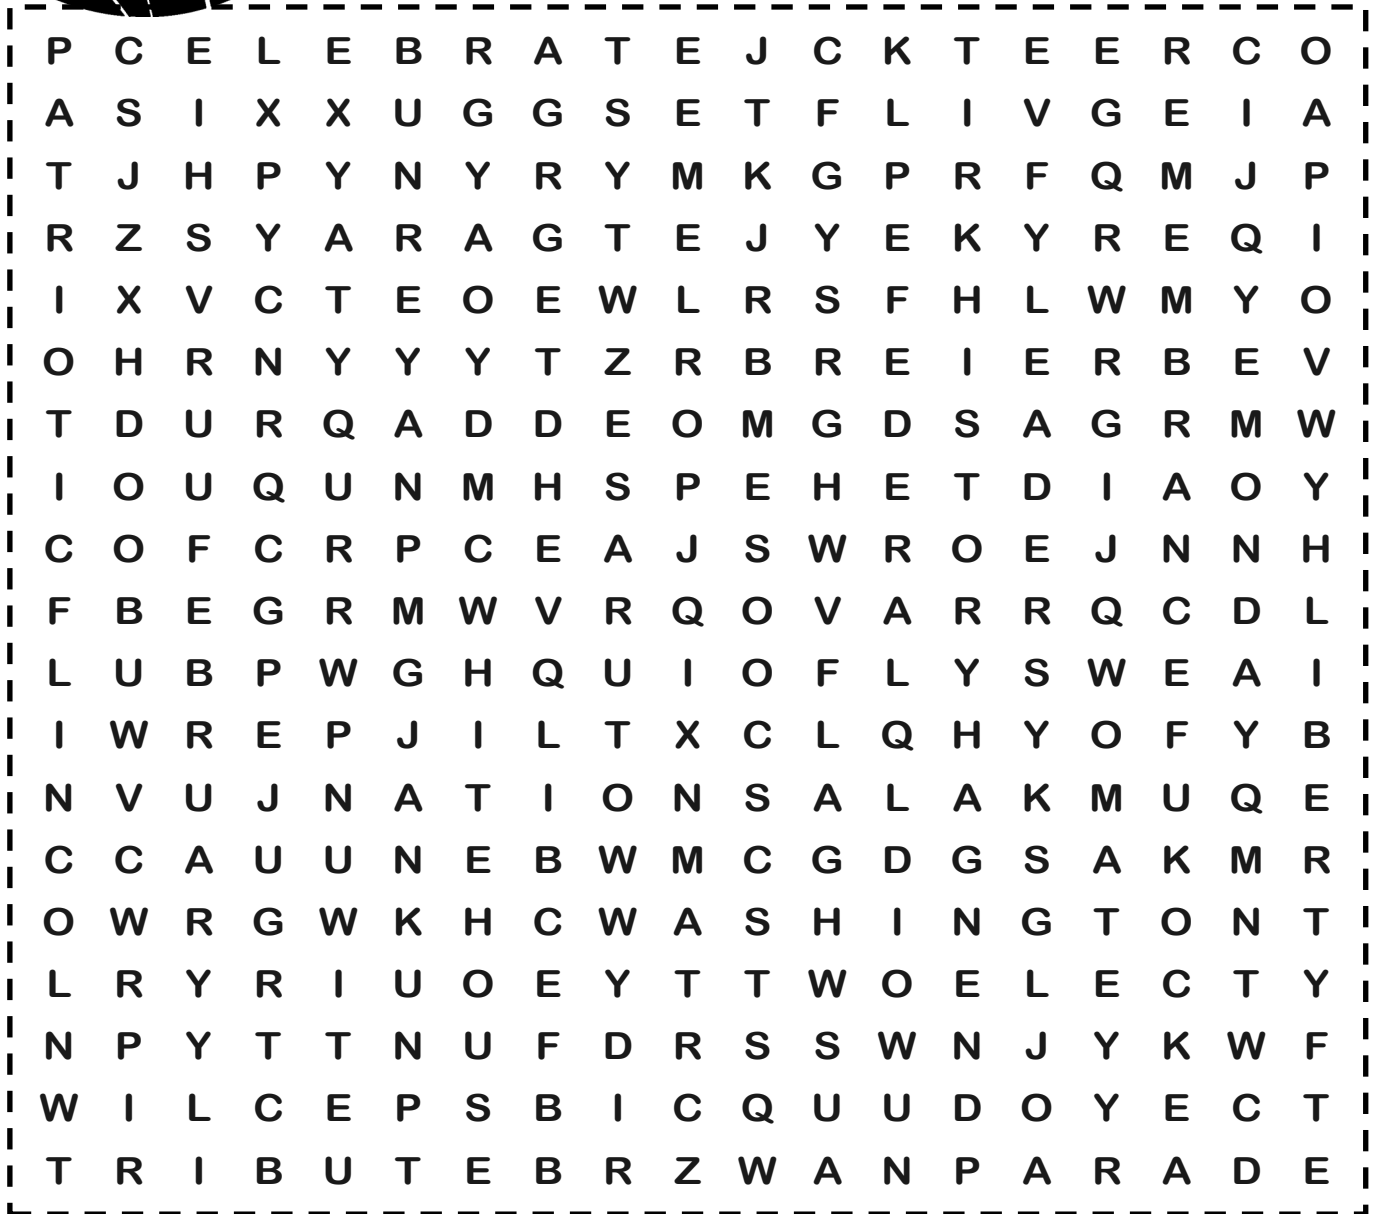 P C E L E B R A T E J C K T E E R C O
A S I X X U G G S E T F L I V G E I A
T J H P Y N Y R Y M K G P R F Q M J P
R Z S Y A R A G T E J Y E K Y R E Q I
I X V C T E O E W L R S F H L W M Y O
O H R N Y Y Y T Z R B R E I E R B E V
T D U R Q A D D E O M G D S A G R M W
I O U Q U N M H S P E H E T D I A O Y
C O F C R P C E A J S W R O E J N N H
F B E G R M W V R Q O V A R R Q C D L
L U B P W G H Q U I O F L Y S W E A I
I W R E P J I L T X C L Q H Y O F Y B
N V U J N A T I O N S A L A K M U Q E
C C A U U N E B W M C G D G S A K M R
O W R G W K H C W A S H I N G T O N T
L R Y R I U O E Y T T W O E L E C T Y
N P Y T T N U F D R S S W N J Y K W F
W I L C E P S B I C Q U U D O Y E C T
T R I B U T E B R Z W A N P A R A D E